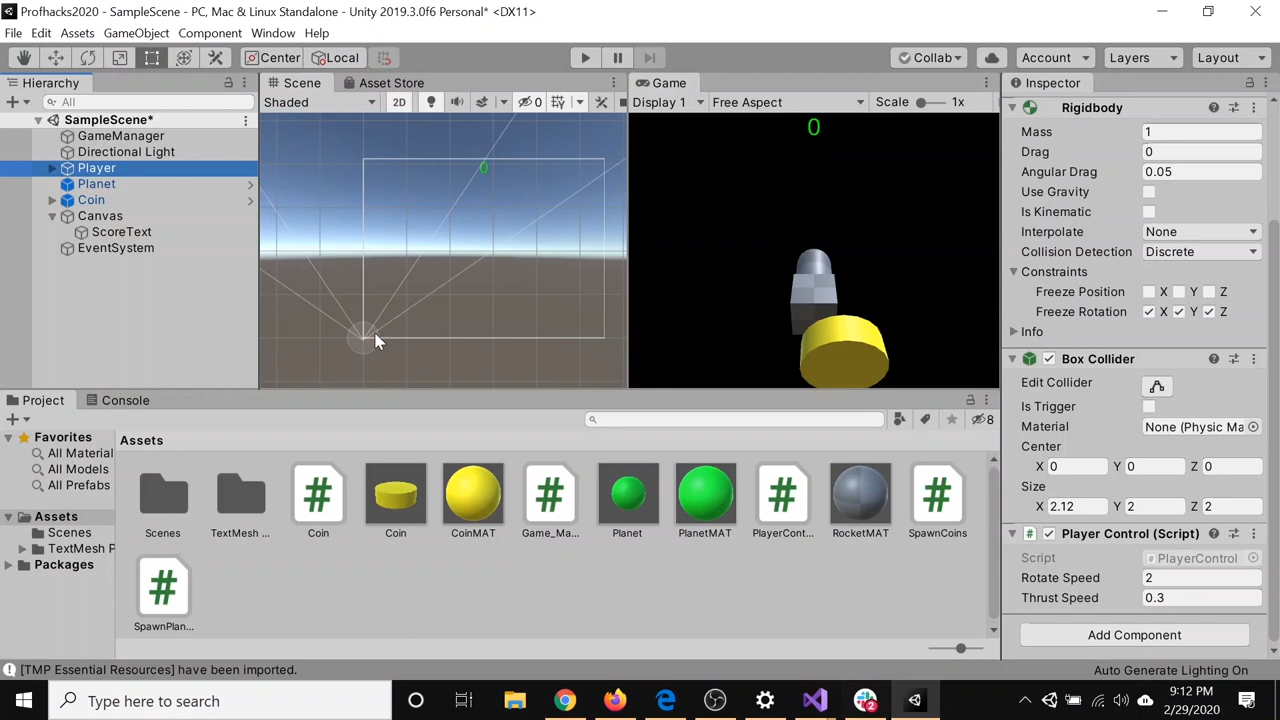 Profhacks2020 - SampleScene - PC, Mac & Linux Standalone - Unity 2019.3.0f6 Personal* <DX11>
File Edit Assets GameObject Component Window Help
Center Local Collab Account Layers Layout
Hierarchy Scene Asset Store Game Inspector
All Shaded 2D 0 Display 1 Free Aspect Scale 1x Rigidbody
SampleScene*
GameManager
Directional Light
Player
Planet
Coin
Canvas
ScoreText
EventSystem
0
0
Mass 1
Drag 0
Angular Drag 0.05
Use Gravity
Is Kinematic
Interpolate None
Collision Detection Discrete
Constraints
Freeze Position X Y Z
Freeze Rotation X Y Z
Info
Box Collider
Edit Collider
Is Trigger
Material None (Physic Ma
Center
X 0 Y 0 Z 0
Size
X 2.12 Y 2 Z 2
Player Control (Script)
Script # PlayerControl
Rotate Speed 2
Thrust Speed 0.3
Add Component
Project Console
8
Favorites
All Material
All Models
All Prefabs
Assets
Scenes
TextMesh P
Packages
Assets
Scenes TextMesh ... Coin Coin CoinMAT Game_Ma... Planet PlanetMAT PlayerCont... RocketMAT SpawnCoins
SpawnPlan...
[TMP Essential Resources] have been imported. Auto Generate Lighting On
Type here to search
2
9:12 PM
2/29/2020